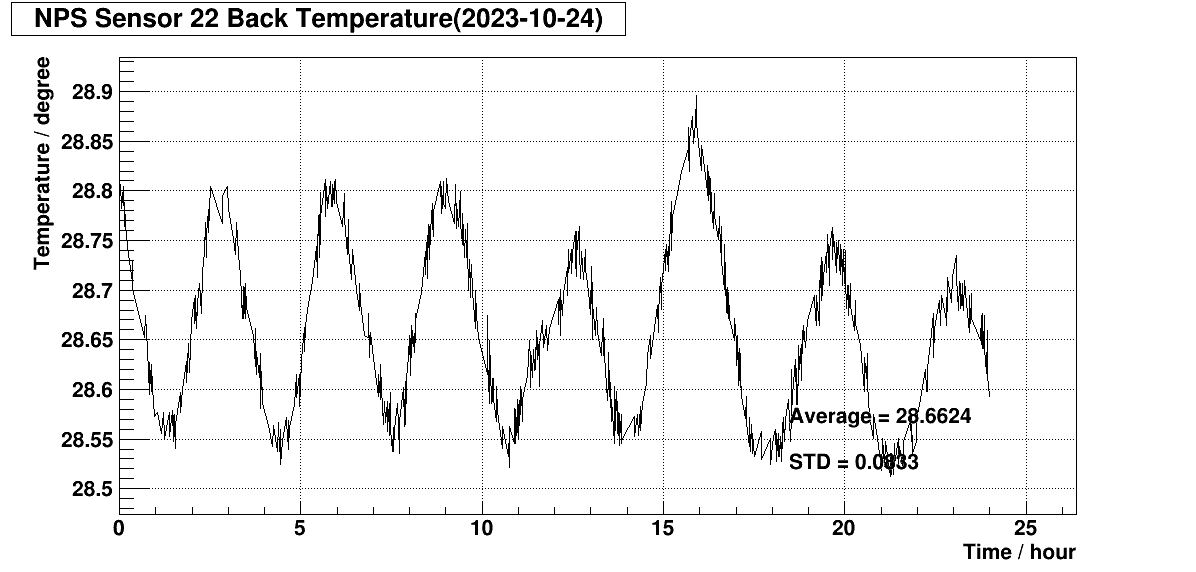 NPS Sensor 22 Back Temperature(2023-10-24)
Temperature / degree
28.9
28.85
28.8
28.75
28.7
28.65
28.6
28.55
28.5
Average = 28.6624
STD = 0.0833
0 5 10 15 20 25
Time / hour